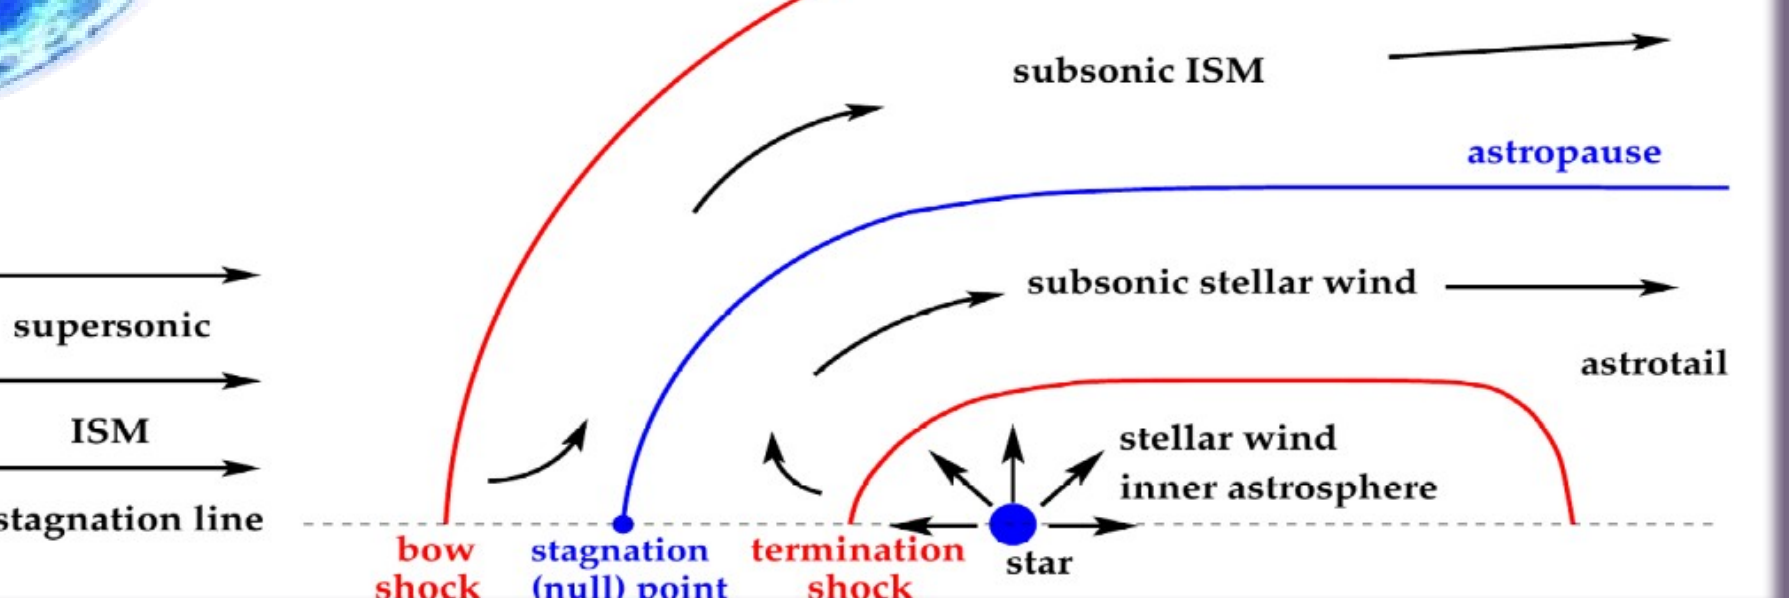 subsonic ISM
astropause
subsonic stellar wind
supersonic
astrotail
ISM
stellar wind
inner astrosphere
stagnation line
bow
shock
stagnation
(null) point
termination
shock
star